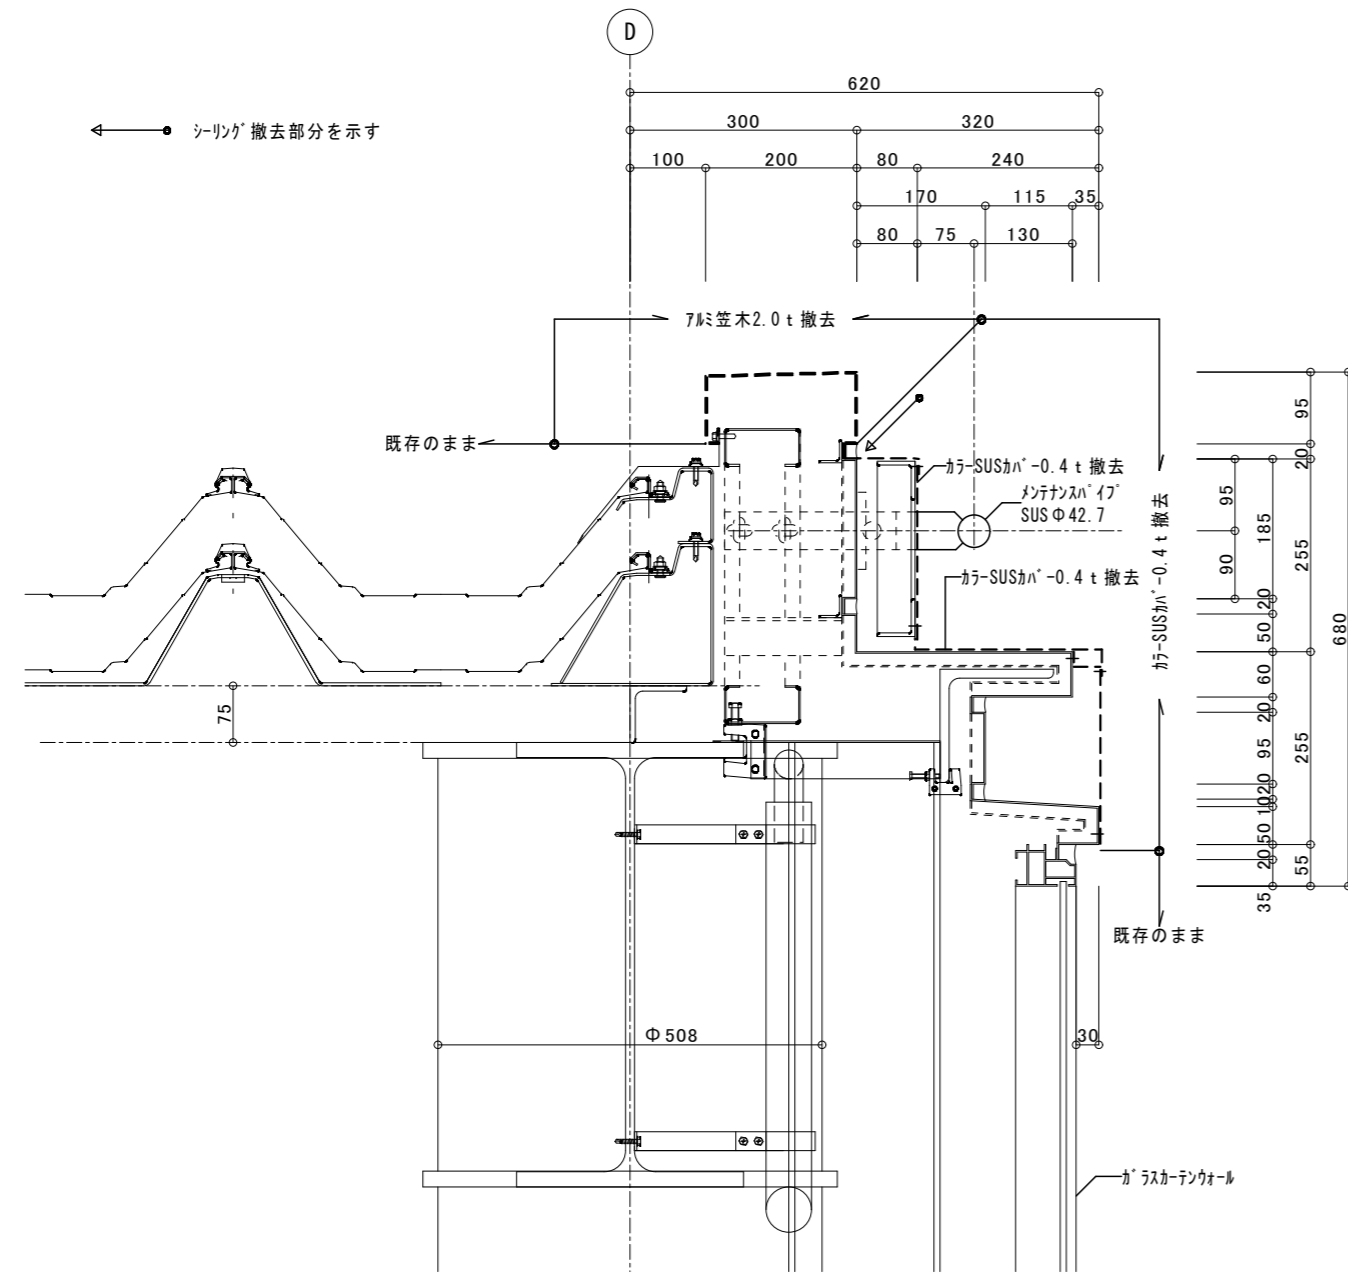 D
620
300 320
100 200 80 240
170 115 35
80 75 130
シーリング撤去部分を示す
アルミ笠木2.0t撤去
既存のまま
カラーSUSカバー0.4t撤去
メンテナンスパイプ
SUSΦ42.7
カラーSUSカバー0.4t撤去
カラーSUSカバー0.4t撤去
既存のまま
95
20
95
90
185
20
50
60
20
95
20
10
50
20
35
255
255
55
680
75
Φ508
30
ガラスカーテンウォール